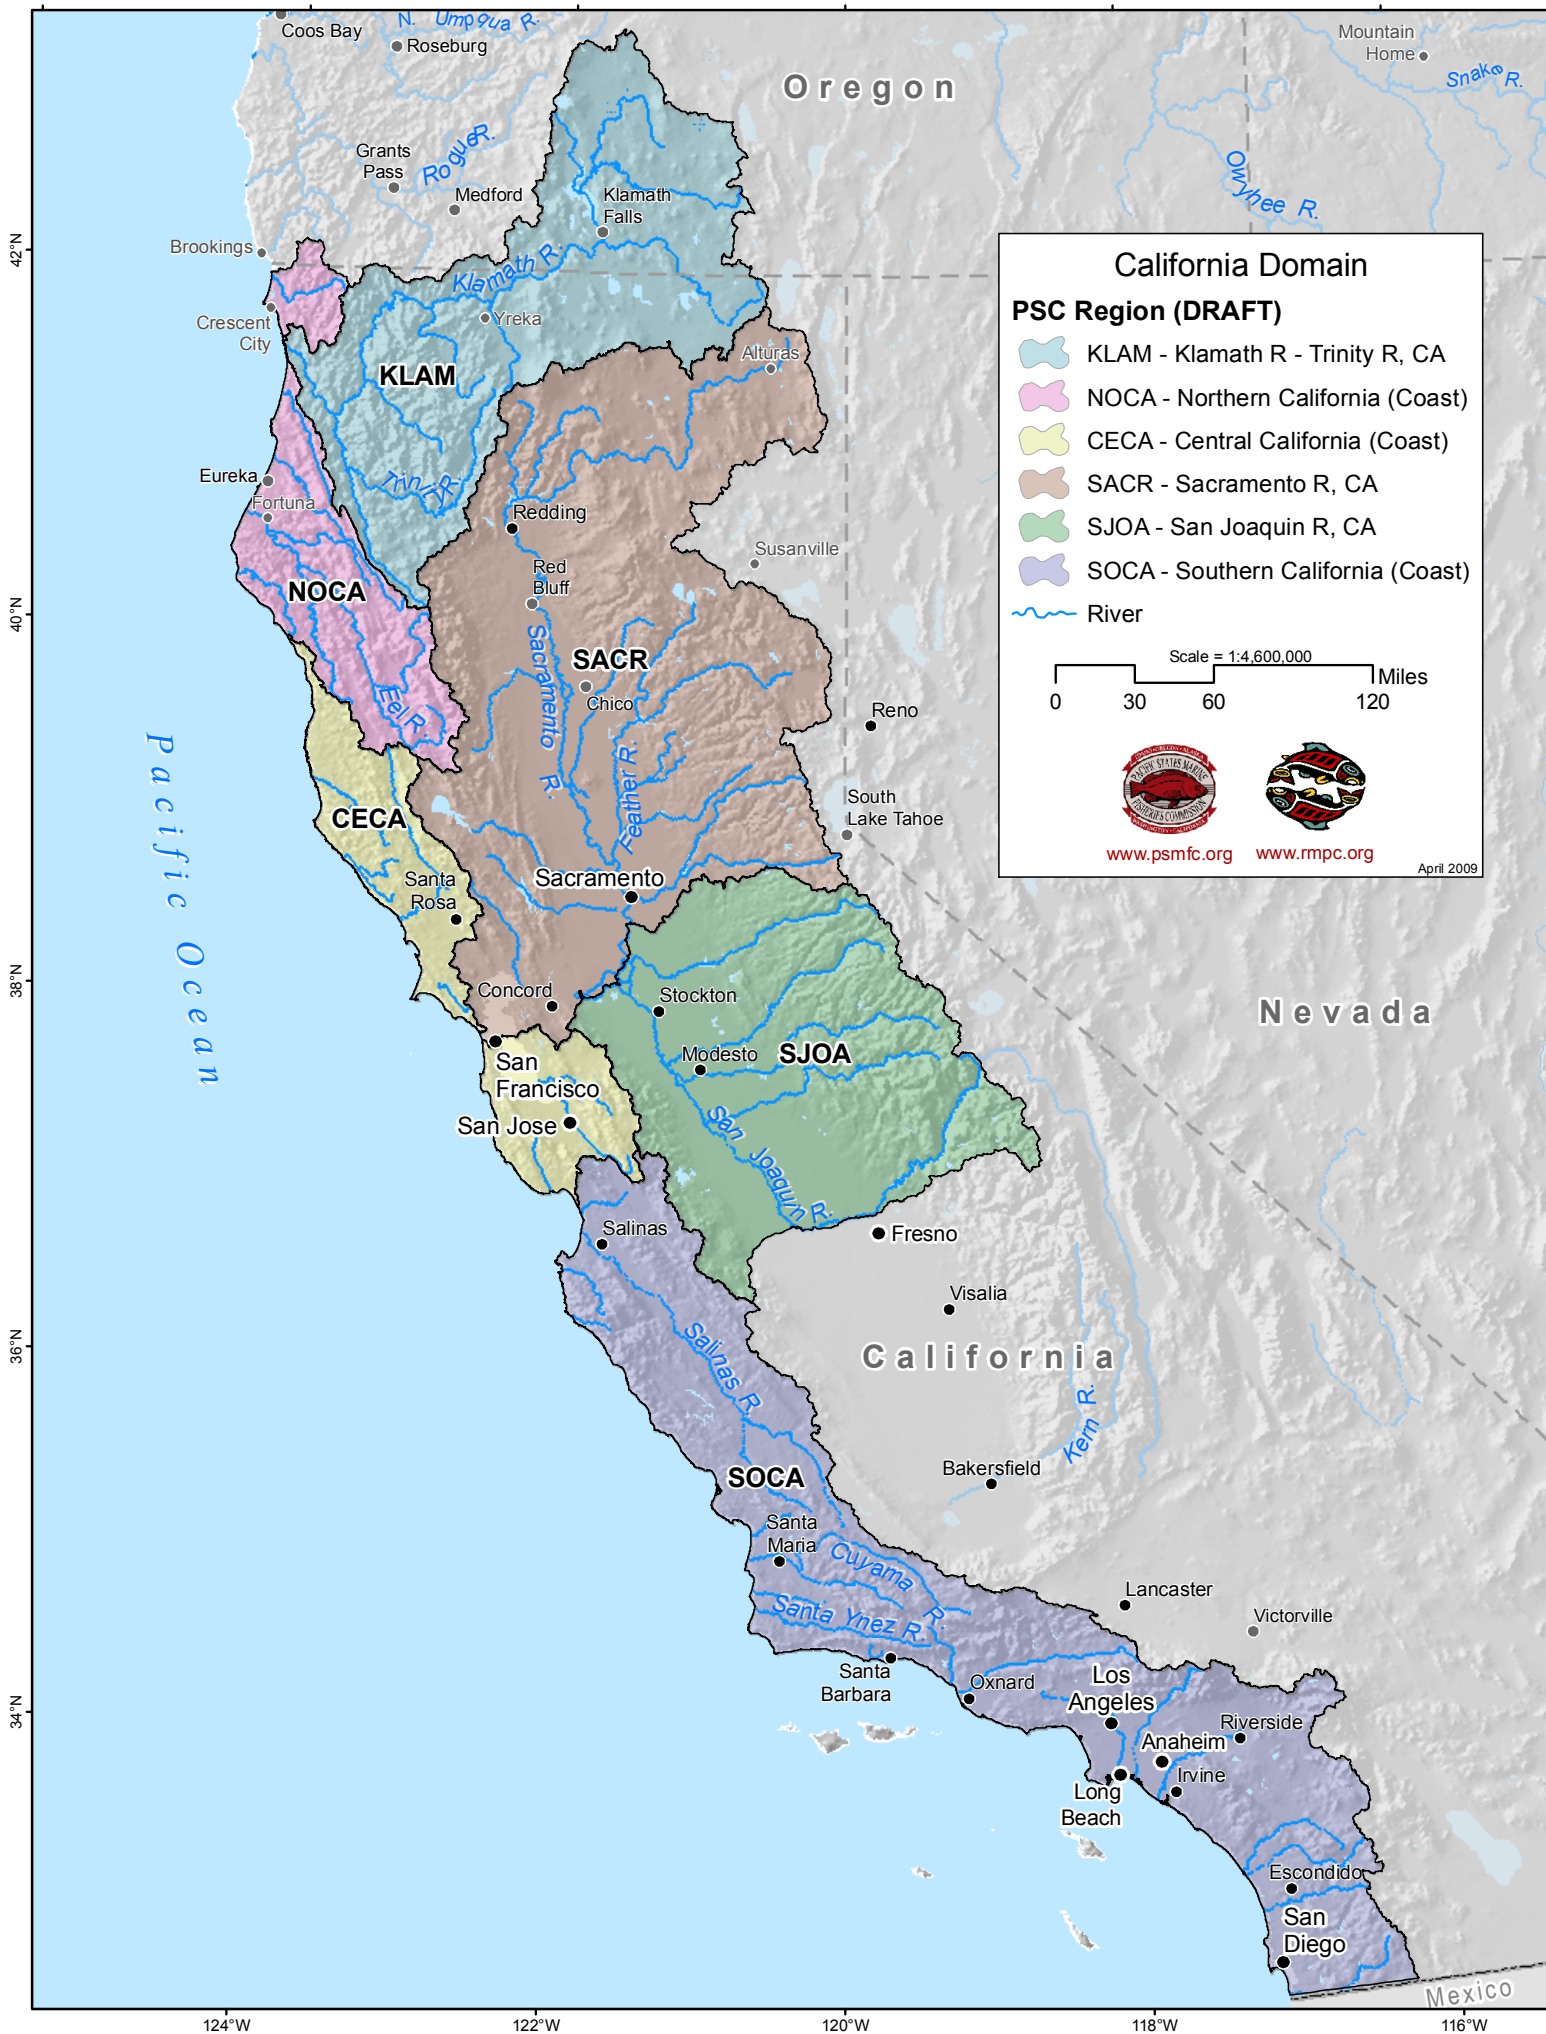 Coos Bay
N. Umpqua R.
Roseburg
Oregon
Mountain
Home
Snake R.
Grants
Pass
Rogue R.
Medford
Klamath
Falls
Owyhee R.
Brookings
42°N
Klamath R.
Crescent
City
Yreka
KLAM
Alturas
California Domain
PSC Region (DRAFT)
KLAM - Klamath R - Trinity R, CA
NOCA - Northern California (Coast)
CECA - Central California (Coast)
SACR - Sacramento R, CA
SJOA - San Joaquin R, CA
SOCA - Southern California (Coast)
River
Scale = 1:4,600,000
Miles
0 30 60 120
PACIFIC STATES MARINE
FISHERIES COMMISSION
www.psmfc.org www.rmpc.org
April 2009
Eureka
Fortuna
Trinity R.
Redding
Red
Bluff
Susanville
NOCA
40°N
Sacramento R.
SACR
Chico
Eel R.
Feather R.
Reno
South
Lake Tahoe
Pacific Ocean
CECA
Santa
Rosa
Sacramento
38°N
Concord
Stockton
Nevada
San
Francisco
Modesto
SJOA
San Jose
San Joaquin R.
Salinas
Fresno
Visalia
36°N
Salinas R
California
Kern R.
Bakersfield
SOCA
Santa
Maria
Cuyama R.
Santa Ynez R.
Lancaster
Victorville
Santa
Barbara
Oxnard
Los
Angeles
34°N
Riverside
Anaheim
Irvine
Long
Beach
Escondido
San
Diego
Mexico
124°W 122°W 120°W 118°W 116°W